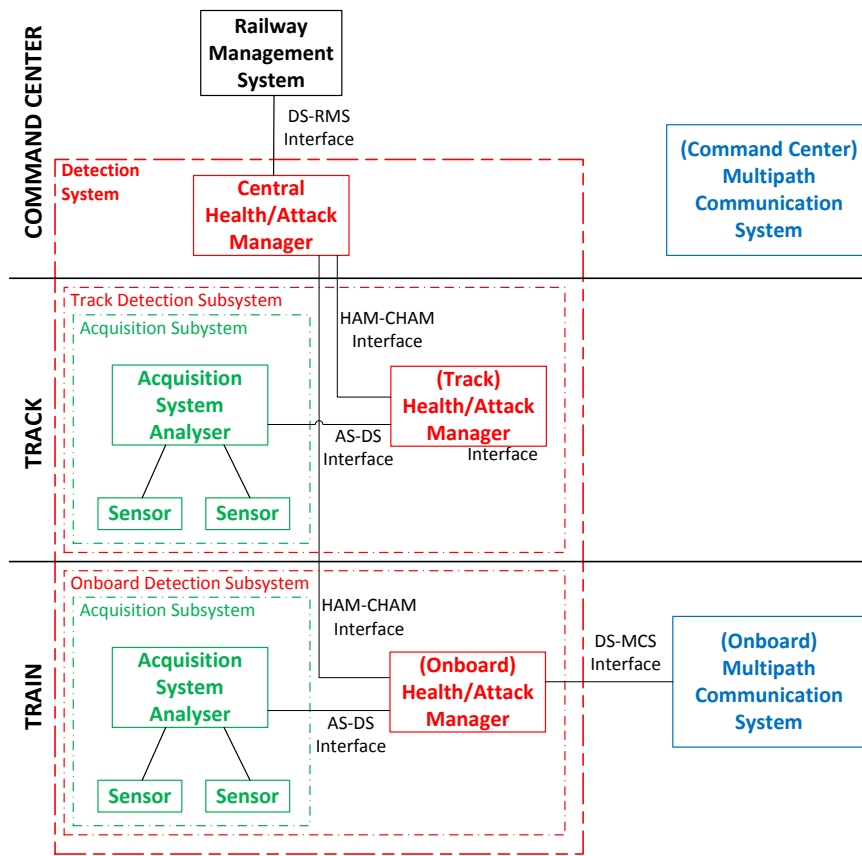 COMMAND CENTER
Railway
Management
System
DS-RMS
Interface
Detection
System
Central
Health/Attack
Manager
(Command Center)
Multipath
Communication
System
TRACK
Track Detection Subsystem
Acquisition Subsystem
HAM-CHAM
Interface
Acquisition
System
Analyser
(Track)
Health/Attack
Manager
Interface
AS-DS
Interface
Sensor
Sensor
TRAIN
Onboard Detection Subsystem
Acquisition Subsystem
HAM-CHAM
Interface
Acquisition
System
Analyser
(Onboard)
Health/Attack
Manager
AS-DS
Interface
DS-MCS
Interface
(Onboard)
Multipath
Communication
System
Sensor
Sensor